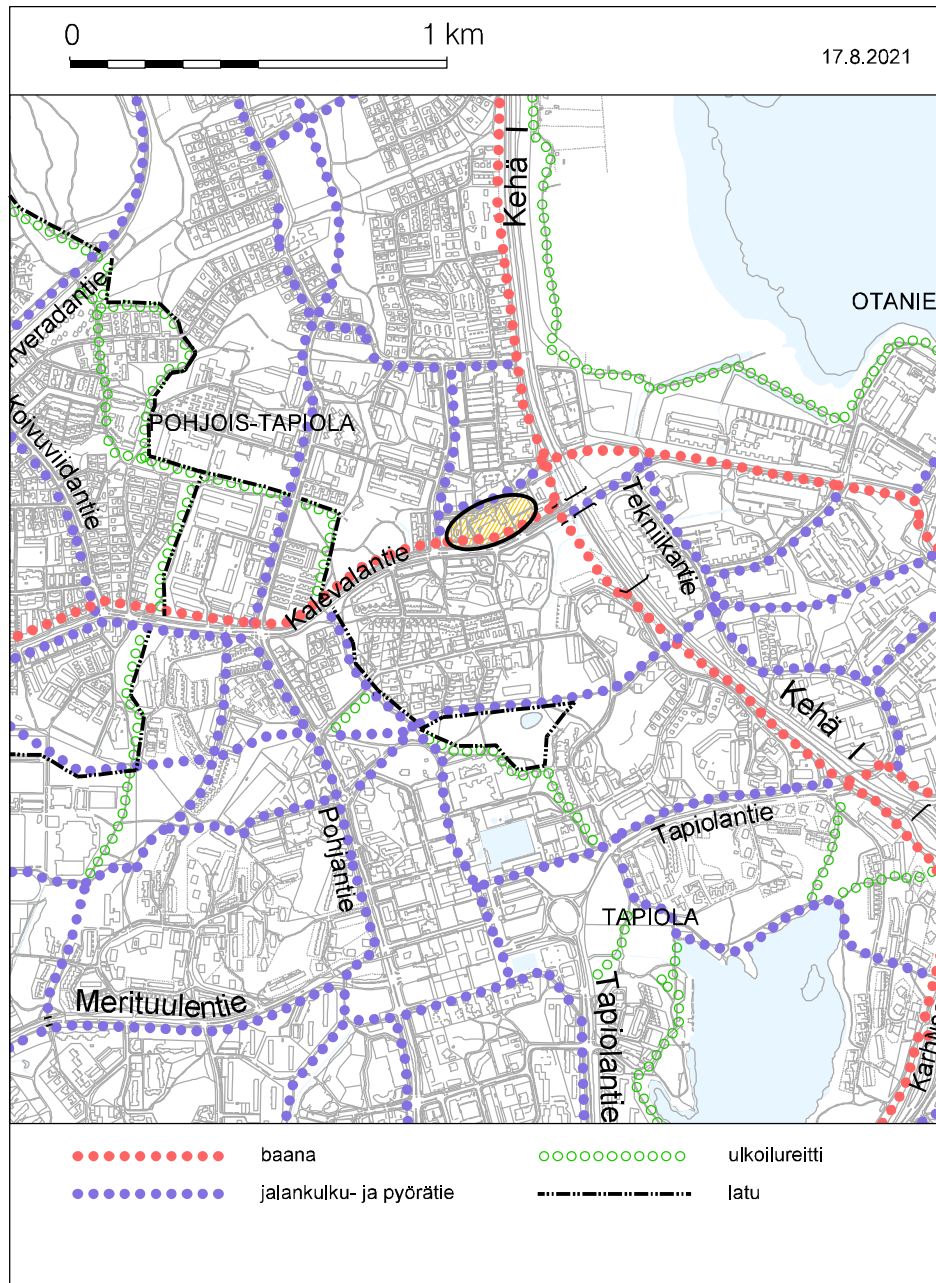 0 1 km
17.8.2021
Kehä I
OTANIE
rveradantie
Koivuviidantie
POHJOIS-TAPIOLA
Tekniikantie
Kalevalantie
Kehä I
Pohjantie
Tapiolantie
TAPIOLA
Merituulentie
Tapiolantie
baana
ulkoilureitti
jalankulku- ja pyörätie
latu